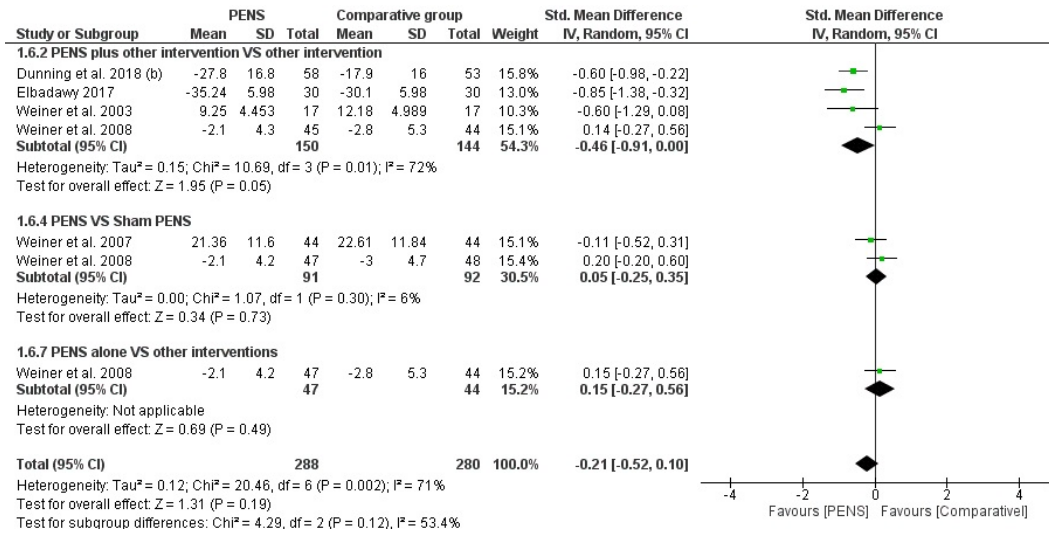 PENS Comparative group Std. Mean Difference Std. Mean Difference
Study or Subgroup Mean SD Total Mean SD Total Weight IV, Random, 95% CI IV, Random, 95% CI
1.6.2 PENS plus other intervention VS other intervention
Dunning et al. 2018 (b) -27.8 16.8 58 -17.9 16 53 15.8% -0.60 [-0.98, -0.22]
Elbadawy 2017 -35.24 5.98 30 -30.1 5.98 30 13.0% -0.85 [-1.38, -0.32]
Weiner et al. 2003 9.25 4.453 17 12.18 4.989 17 10.3% -0.60 [-1.29, 0.08]
Weiner et al. 2008 -2.1 4.3 45 -2.8 5.3 44 15.1% 0.14 [-0.27, 0.56]
Subtotal (95% CI) 150 144 54.3% -0.46 [-0.91, 0.00]
Heterogeneity: Tau² = 0.15; Chi² = 10.69, df = 3 (P = 0.01); I² = 72%
Test for overall effect: Z = 1.95 (P = 0.05)
1.6.4 PENS VS Sham PENS
Weiner et al. 2007 21.36 11.6 44 22.61 11.84 44 15.1% -0.11 [-0.52, 0.31]
Weiner et al. 2008 -2.1 4.2 47 -3 4.7 48 15.4% 0.20 [-0.20, 0.60]
Subtotal (95% CI) 91 92 30.5% 0.05 [-0.25, 0.35]
Heterogeneity: Tau² = 0.00; Chi² = 1.07, df = 1 (P = 0.30); I² = 6%
Test for overall effect: Z = 0.34 (P = 0.73)
1.6.7 PENS alone VS other interventions
Weiner et al. 2008 -2.1 4.2 47 -2.8 5.3 44 15.2% 0.15 [-0.27, 0.56]
Subtotal (95% CI) 47 44 15.2% 0.15 [-0.27, 0.56]
Heterogeneity: Not applicable
Test for overall effect: Z = 0.69 (P = 0.49)
Total (95% CI) 288 280 100.0% -0.21 [-0.52, 0.10]
Heterogeneity: Tau² = 0.12; Chi² = 20.46, df = 6 (P = 0.002); I² = 71%
Test for overall effect: Z = 1.31 (P = 0.19)
Test for subgroup differences: Chi² = 4.29, df = 2 (P = 0.12), I² = 53.4%
-4 -2 0 2 4
Favours [PENS] Favours [Comparativel]